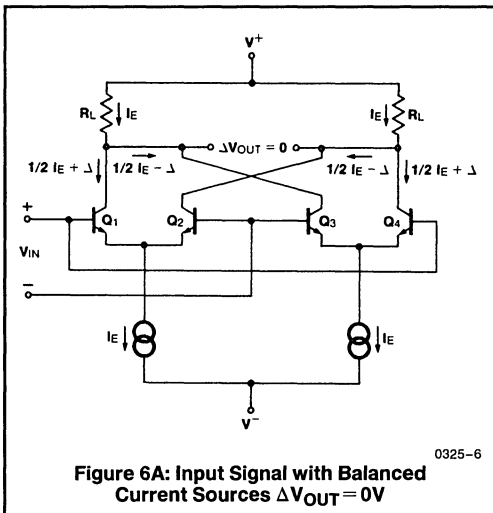 V+
RL
IE
IE
RL
ΔVOUT = 0
1/2 IE + Δ
1/2 IE − Δ
1/2 IE − Δ
1/2 IE + Δ
+
Q1
Q2
Q3
Q4
VIN
−
IE
IE
V−
0325–6
Figure 6A: Input Signal with Balanced
Current Sources ΔVOUT = 0V